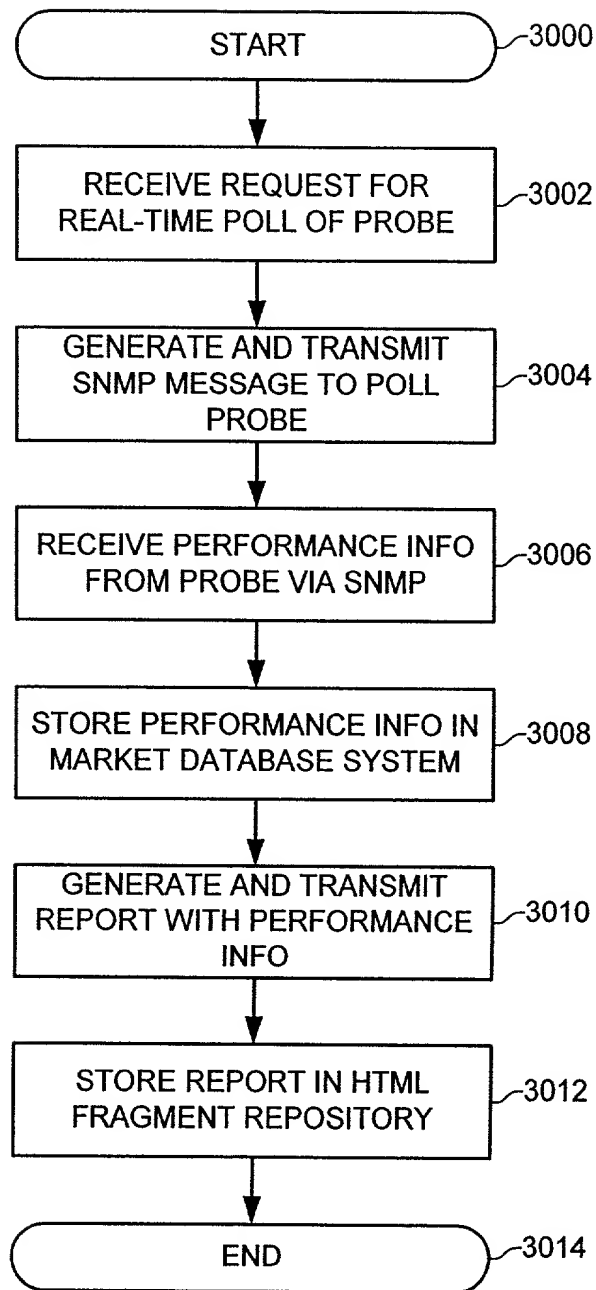 START
3000
RECEIVE REQUEST FOR
REAL-TIME POLL OF PROBE
3002
GENERATE AND TRANSMIT
SNMP MESSAGE TO POLL
PROBE
3004
RECEIVE PERFORMANCE INFO
FROM PROBE VIA SNMP
3006
STORE PERFORMANCE INFO IN
MARKET DATABASE SYSTEM
3008
GENERATE AND TRANSMIT
REPORT WITH PERFORMANCE
INFO
3010
STORE REPORT IN HTML
FRAGMENT REPOSITORY
3012
END
3014